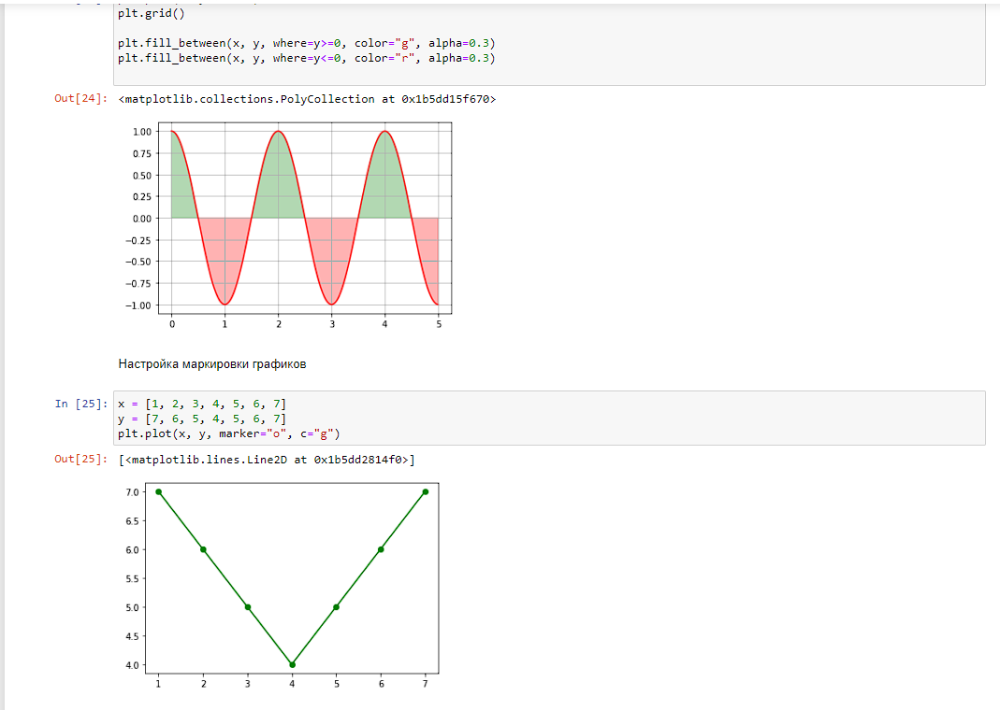 plt.grid()
plt.fill_between(x, y, where=y>=0, color="g", alpha=0.3)
plt.fill_between(x, y, where=y<=0, color="r", alpha=0.3)
Out[24]: <matplotlib.collections.PolyCollection at 0x1b5dd15f670>
1.00
0.75
0.50
0.25
0.00
−0.25
−0.50
−0.75
−1.00
0 1 2 3 4 5
Настройка маркировки графиков
In [25]: x = [1, 2, 3, 4, 5, 6, 7]
y = [7, 6, 5, 4, 5, 6, 7]
plt.plot(x, y, marker="o", c="g")
Out[25]: [<matplotlib.lines.Line2D at 0x1b5dd2814f0>]
7.0
6.5
6.0
5.5
5.0
4.5
4.0
1 2 3 4 5 6 7